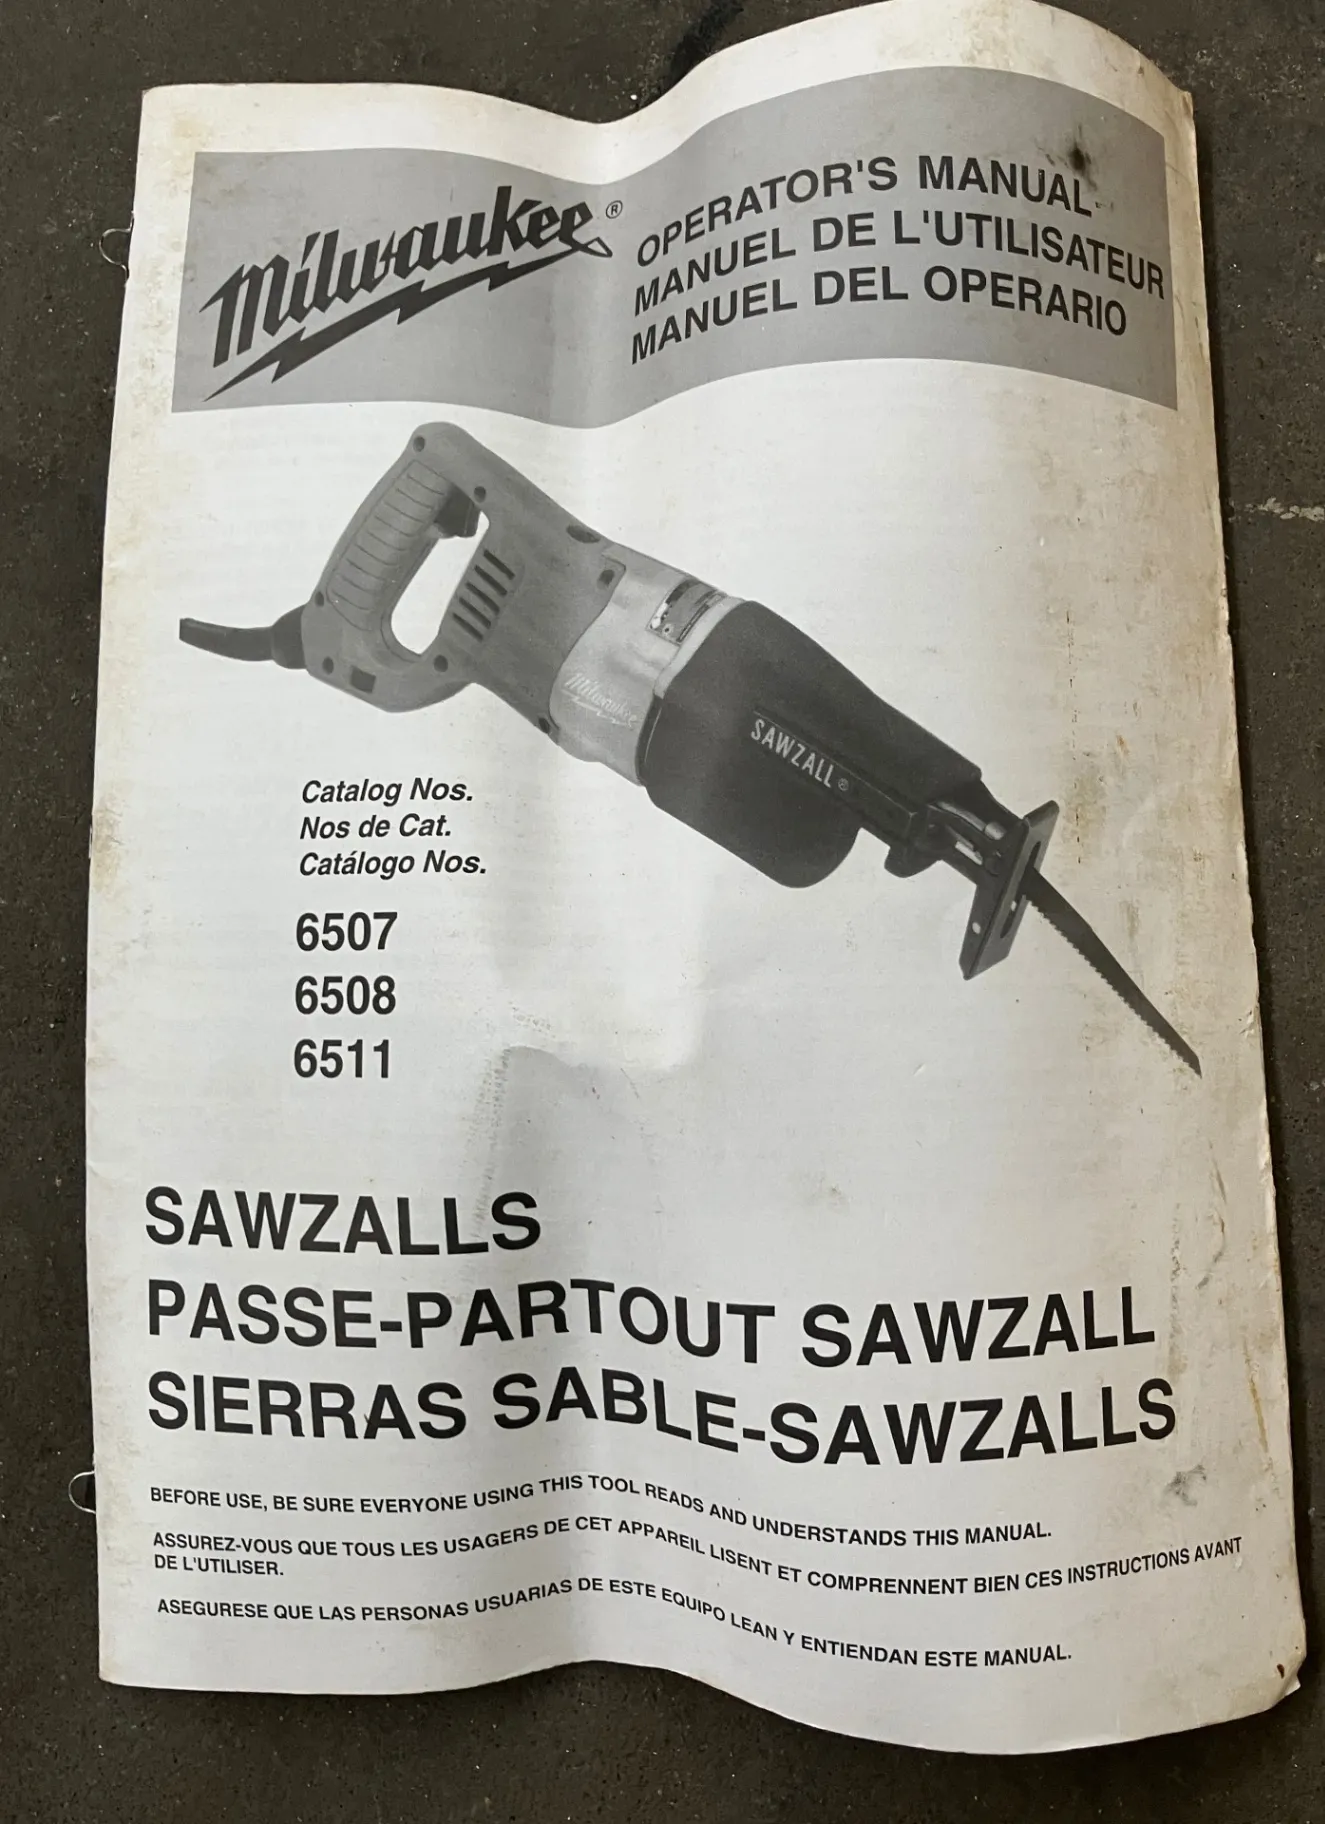 Milwaukee®
OPERATOR'S MANUAL
MANUEL DE L'UTILISATEUR
MANUEL DEL OPERARIO
Milwaukee
SAWZALL®
Catalog Nos.
Nos de Cat.
Catálogo Nos.
6507
6508
6511
SAWZALLS
PASSE-PARTOUT SAWZALL
SIERRAS SABLE-SAWZALLS
BEFORE USE, BE SURE EVERYONE USING THIS TOOL READS AND UNDERSTANDS THIS MANUAL.
ASSUREZ-VOUS QUE TOUS LES USAGERS DE CET APPAREIL LISENT ET COMPRENNENT BIEN CES INSTRUCTIONS AVANT
DE L'UTILISER.
ASEGURESE QUE LAS PERSONAS USUARIAS DE ESTE EQUIPO LEAN Y ENTIENDAN ESTE MANUAL.